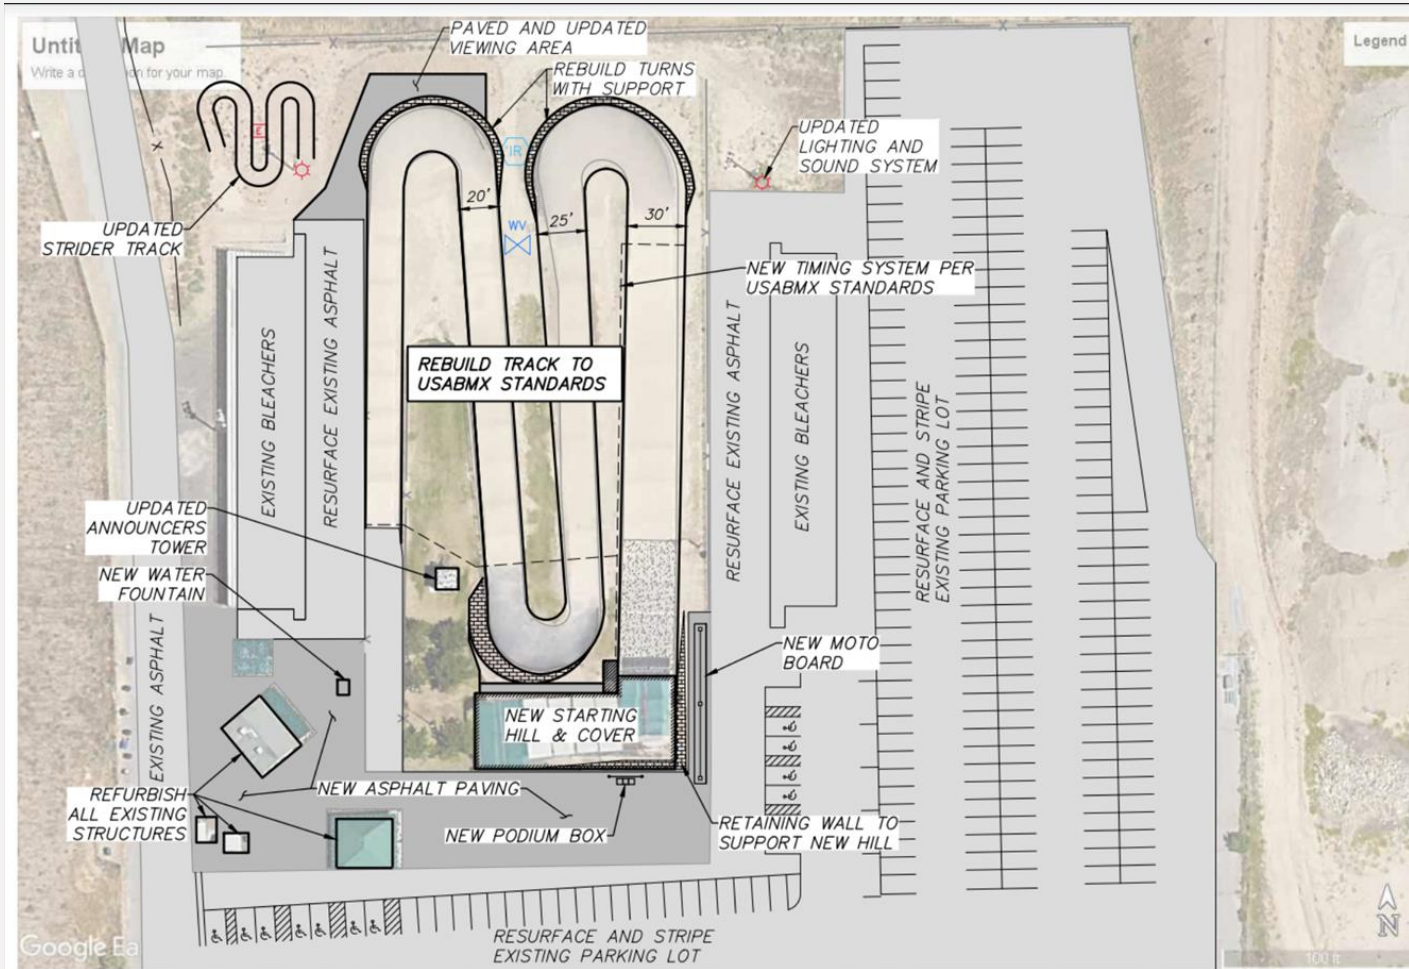 Untit Map
Write a d on for your map.
Legend
PAVED AND UPDATED
VIEWING AREA
REBUILD TURNS
WITH SUPPORT
UPDATED
LIGHTING AND
SOUND SYSTEM
E
IR
20'
WV
25'
30'
UPDATED
STRIDER TRACK
NEW TIMING SYSTEM PER
USABMX STANDARDS
EXISTING BLEACHERS
RESURFACE EXISTING ASPHALT
REBUILD TRACK TO
USABMX STANDARDS
RESURFACE EXISTING ASPHALT
EXISTING BLEACHERS
RESURFACE AND STRIPE
EXISTING PARKING LOT
UPDATED
ANNOUNCERS
TOWER
NEW WATER
FOUNTAIN
EXISTING ASPHALT
NEW MOTO
BOARD
NEW STARTING
HILL & COVER
REFURBISH
ALL EXISTING
STRUCTURES
NEW ASPHALT PAVING
NEW PODIUM BOX
RETAINING WALL TO
SUPPORT NEW HILL
RESURFACE AND STRIPE
EXISTING PARKING LOT
Google Ea
N
100 ft